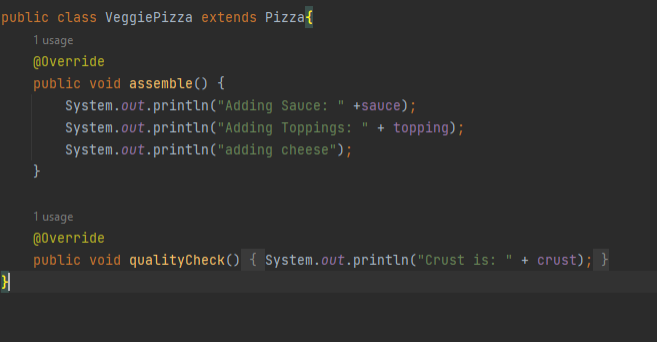 public class VeggiePizza extends Pizza{
1 usage
@Override
public void assemble() {
System.out.println("Adding Sauce: " +sauce);
System.out.println("Adding Toppings: " + topping);
System.out.println("adding cheese");
}
1 usage
@Override
public void qualityCheck() { System.out.println("Crust is: " + crust); }
}